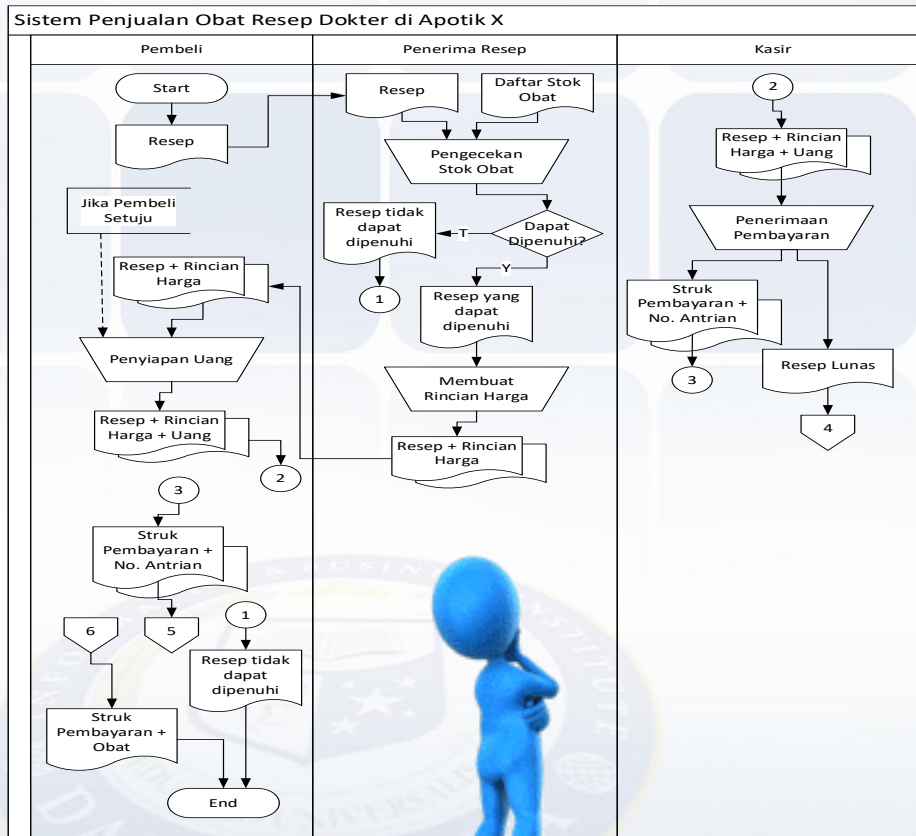 Sistem Penjualan Obat Resep Dokter di Apotik X
Pembeli
Penerima Resep
Kasir
Start
Resep
Jika Pembeli
Setuju
Resep + Rincian
Harga
Penyiapan Uang
Resep + Rincian
Harga + Uang
2
3
Struk
Pembayaran +
No. Antrian
5
6
1
Resep tidak
dapat
dipenuhi
Struk
Pembayaran +
Obat
End
Resep
Daftar Stok
Obat
Pengecekan
Stok Obat
Dapat
Dipenuhi?
T
Resep tidak
dapat
dipenuhi
1
Y
Resep yang
dapat
dipenuhi
Membuat
Rincian Harga
Resep + Rincian
Harga
2
Resep + Rincian
Harga + Uang
Penerimaan
Pembayaran
Struk
Pembayaran +
No. Antrian
3
Resep Lunas
4